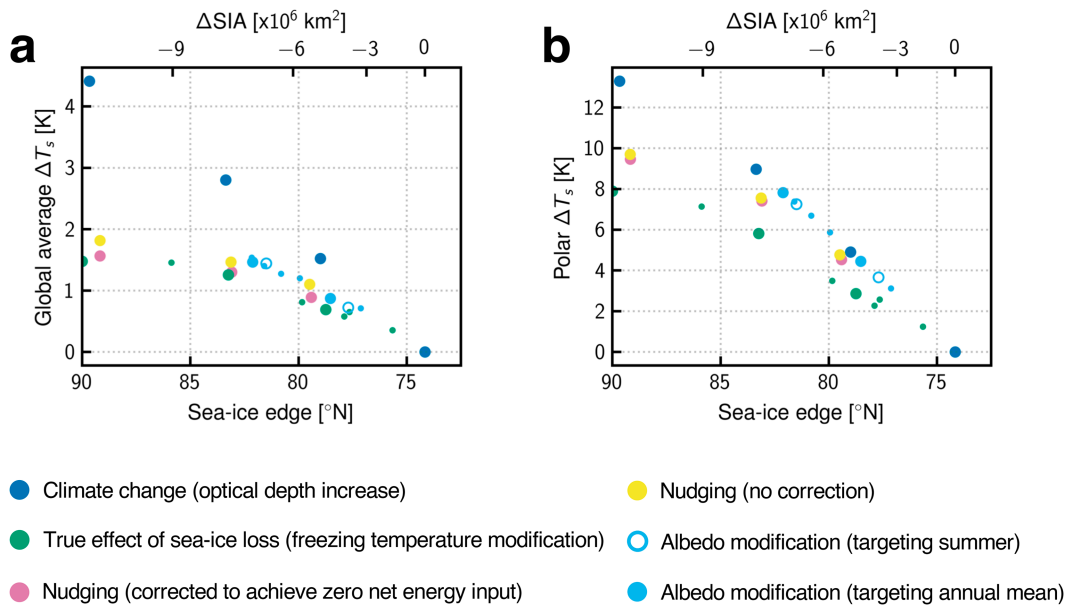 a
ΔSIA [x10⁶ km²]
−9 −6 −3 0
Global average ΔTₛ [K]
4
3
2
1
0
90 85 80 75
Sea-ice edge [°N]
b
ΔSIA [x10⁶ km²]
−9 −6 −3 0
Polar ΔTₛ [K]
12
10
8
6
4
2
0
90 85 80 75
Sea-ice edge [°N]
Climate change (optical depth increase)
True effect of sea-ice loss (freezing temperature modification)
Nudging (corrected to achieve zero net energy input)
Nudging (no correction)
Albedo modification (targeting summer)
Albedo modification (targeting annual mean)